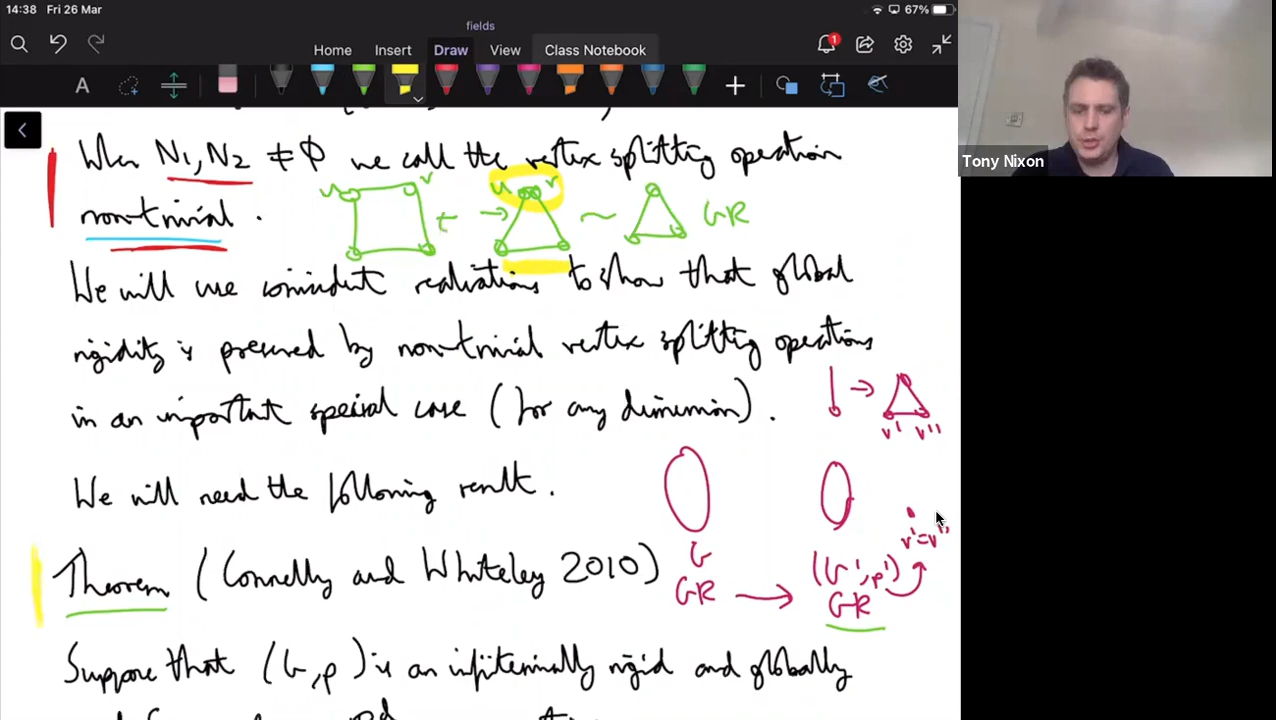 14:38 Fri 26 Mar
67%
fields
Home Insert Draw View Class Notebook
1
Tony Nixon
When N1, N2 ≠ ∅ we call the vertex splitting operation
non-trivial.
u v
u v
GR
We will use coincident realisations to show that global
rigidity is preserved by non-trivial vertex splitting operations
in an important special case (for any dimension).
v' v''
We will need the following result.
v'=v''
Theorem (Connelly and Whiteley 2010)
G
GR
(G', p')
GR
Suppose that (G, p) is an infinitesimally rigid and globally